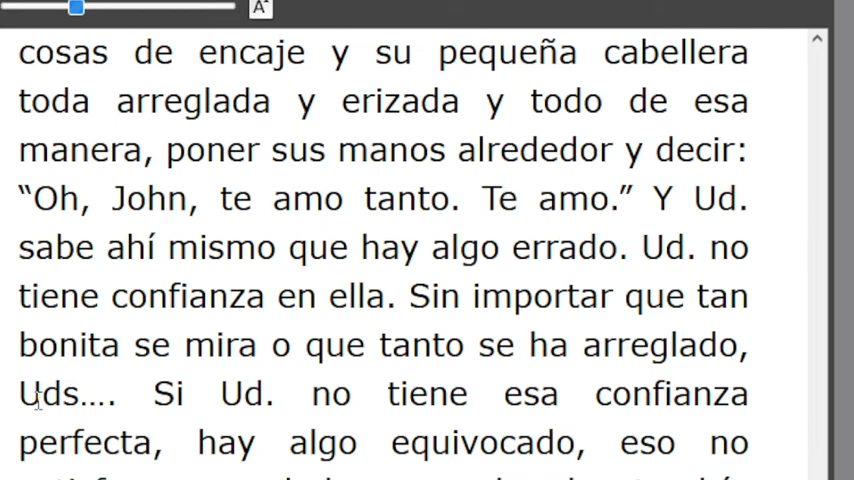 A
cosas de encaje y su pequeña cabellera
toda arreglada y erizada y todo de esa
manera, poner sus manos alrededor y decir:
“Oh, John, te amo tanto. Te amo.” Y Ud.
sabe ahí mismo que hay algo errado. Ud. no
tiene confianza en ella. Sin importar que tan
bonita se mira o que tanto se ha arreglado,
Uds.... Si Ud. no tiene esa confianza
perfecta, hay algo equivocado, eso no